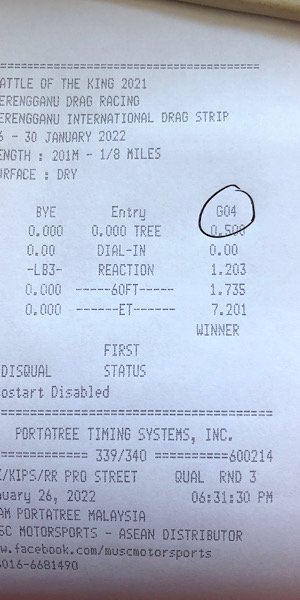 ================================
ATTLE OF THE KING 2021
ERENGGANU DRAG RACING
ERENGGANU INTERNATIONAL DRAG STRIP
6 - 30 JANUARY 2022
ENGTH : 201M - 1/8 MILES
URFACE : DRY
BYE Entry G04
0.000 0.000 TREE 0.500
0.00 DIAL-IN 0.00
-LB3- REACTION 1.203
0.000 -----60FT----- 1.735
0.000 ------ET------ 7.201
WINNER
FIRST
DISQUAL STATUS
ostart Disabled
================================
PORTATREE TIMING SYSTEMS, INC.
============ 339/340 ==========600214
/KIPS/RR PRO STREET QUAL RND 3
nuary 26, 2022 06:31:30 PM
AM PORTATREE MALAYSIA
SC MOTORSPORTS - ASEAN DISTRIBUTOR
w.facebook.com/muscmotorsports
6016-6681490